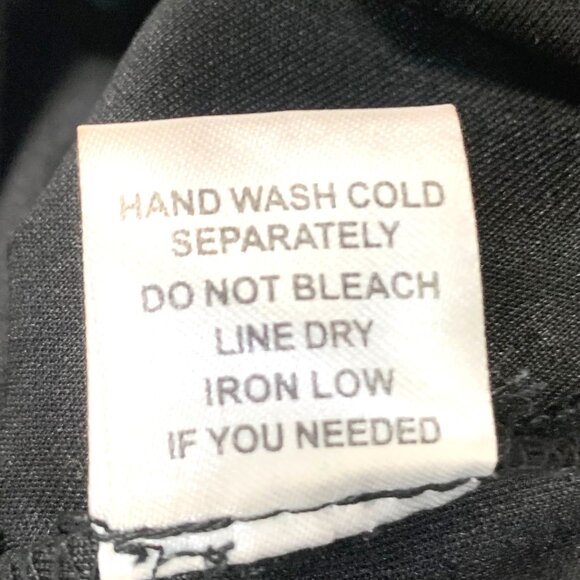 HAND WASH COLD
SEPARATELY
DO NOT BLEACH
LINE DRY
IRON LOW
IF YOU NEEDED